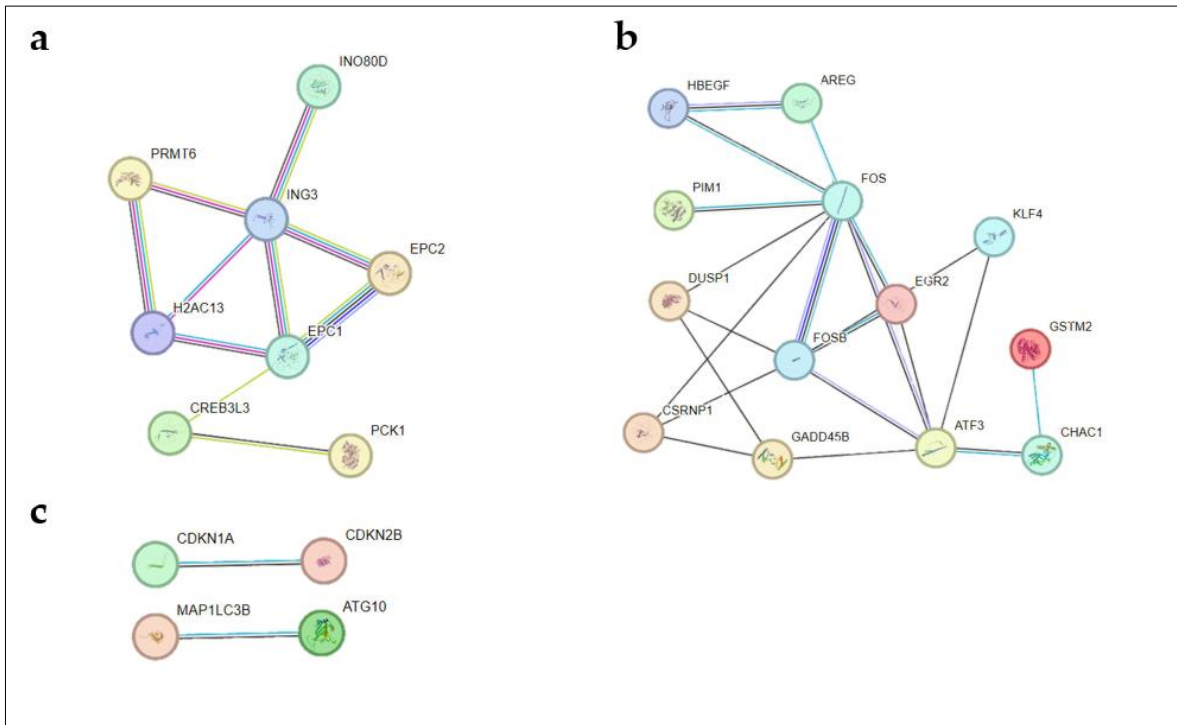 a
INO80D
PRMT6
ING3
EPC2
H2AC13
EPC1
CREB3L3
PCK1
b
HBEGF
AREG
FOS
PIM1
KLF4
DUSP1
EGR2
FOSB
GSTM2
CSRNP1
GADD45B
ATF3
CHAC1
c
CDKN1A
CDKN2B
MAP1LC3B
ATG10